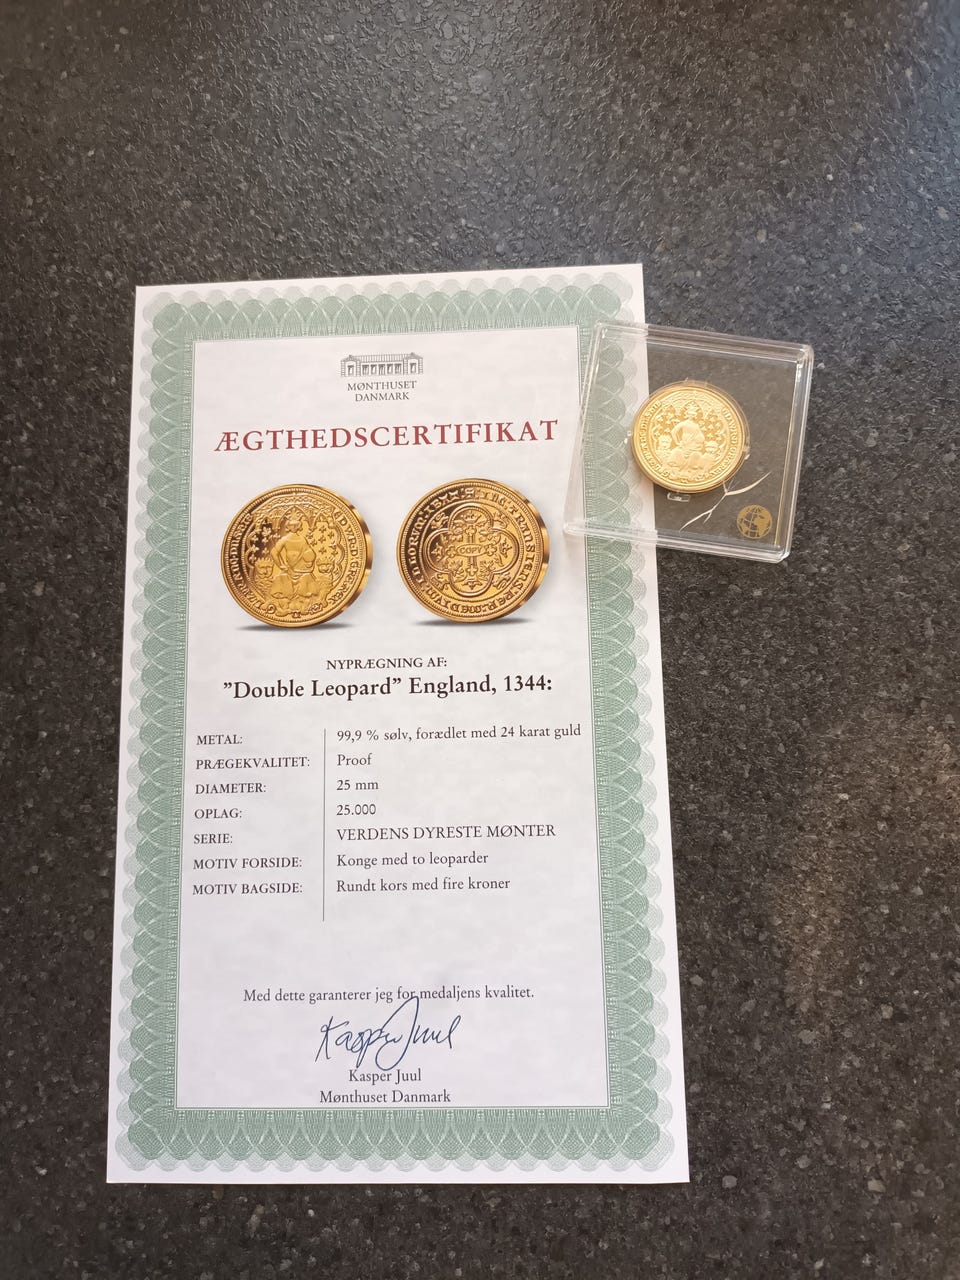 MØNTHUSET
DANMARK
ÆGTHEDSCERTIFIKAT
COPY
NYPRÆGNING AF:
”Double Leopard” England, 1344:
METAL: 99,9 % sølv, forædlet med 24 karat guld
PRÆGEKVALITET: Proof
DIAMETER: 25 mm
OPLAG: 25.000
SERIE: VERDENS DYRESTE MØNTER
MOTIV FORSIDE: Konge med to leoparder
MOTIV BAGSIDE: Rundt kors med fire kroner
Med dette garanterer jeg for medaljens kvalitet.
Kasper Juul
Kasper Juul
Mønthuset Danmark